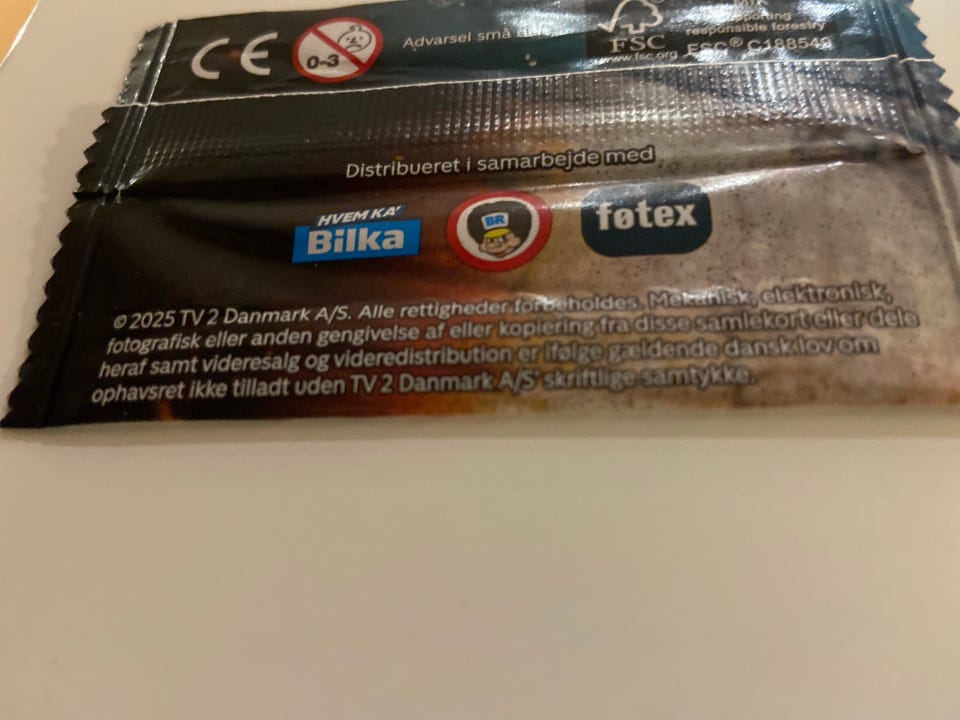 CE
0-3
Advarsel små
FSC
www.fsc.org
MIX
responsible forestry
FSC® C188549
Distribueret i samarbejde med
HVEM KA'
Bilka
BR
føtex
© 2025 TV 2 Danmark A/S. Alle rettigheder forbeholdes. Mekanisk, elektronisk,
fotografisk eller anden gengivelse af eller kopiering fra disse samlekort eller dele
heraf samt videresalg og videredistribution er ifølge gældende dansk lov om
ophavsret ikke tilladt uden TV 2 Danmark A/S' skriftlige samtykke.